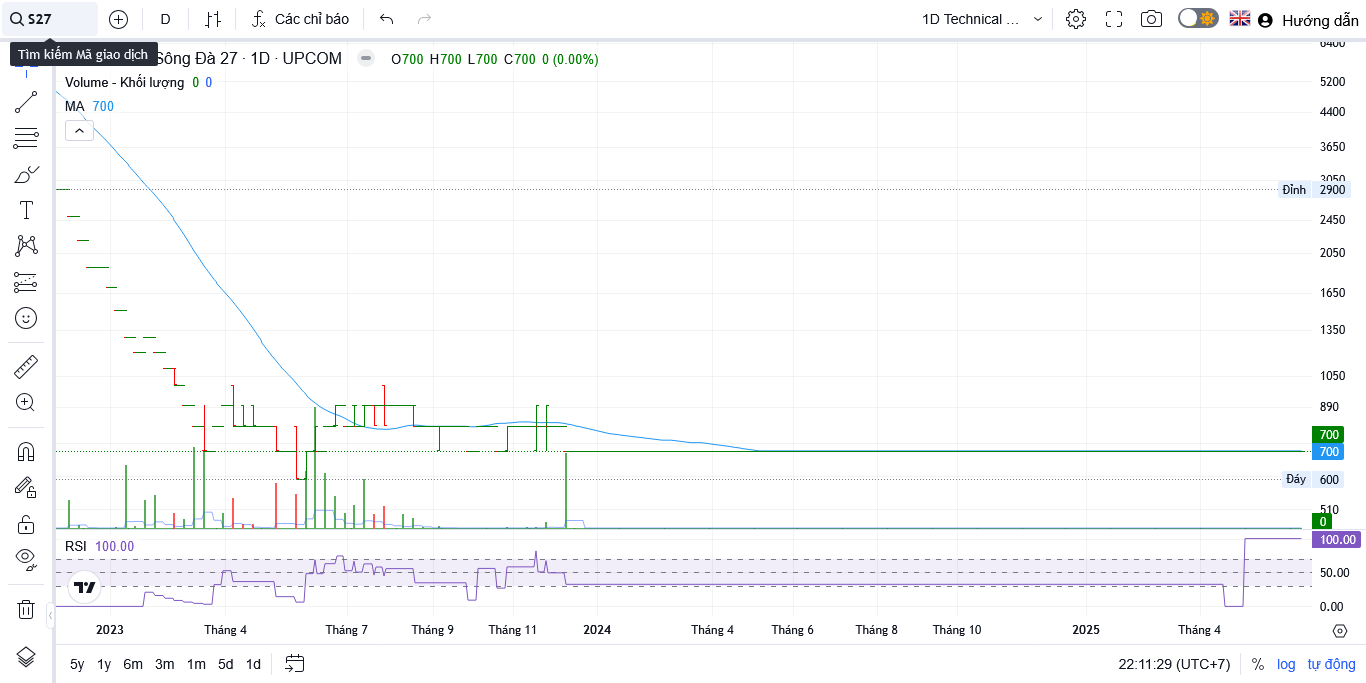 S27
D
Các chỉ báo
1D Technical ...
Hướng dẫn
Tìm kiếm Mã giao dịch
Sông Đà 27 · 1D · UPCOM
O700 H700 L700 C700 0 (0.00%)
Volume - Khối lượng 0 0
MA 700
6400
5200
4400
3650
3050
Đỉnh 2900
2450
2050
1650
1350
1050
890
700
700
Đáy 600
510
0
RSI 100.00
100.00
50.00
0.00
2023 Tháng 4 Tháng 7 Tháng 9 Tháng 11 2024 Tháng 4 Tháng 6 Tháng 8 Tháng 10 2025 Tháng 4
5y 1y 6m 3m 1m 5d 1d
22:11:29 (UTC+7) % log tự động